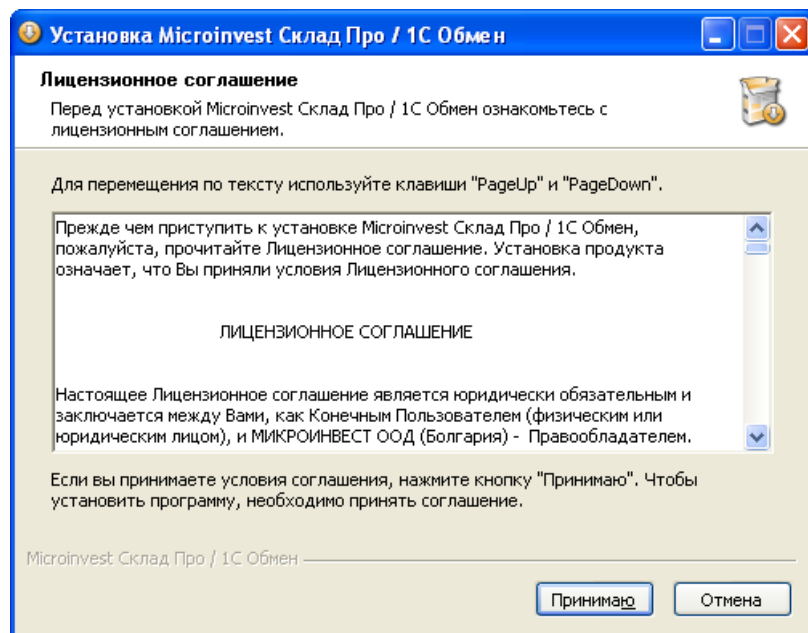 Установка Microinvest Склад Про / 1С Обмен
Лицензионное соглашение
Перед установкой Microinvest Склад Про / 1С Обмен ознакомьтесь с
лицензионным соглашением.
Для перемещения по тексту используйте клавиши "PageUp" и "PageDown".
Прежде чем приступить к установке Microinvest Склад Про / 1С Обмен,
пожалуйста, прочитайте Лицензионное соглашение. Установка продукта
означает, что Вы приняли условия Лицензионного соглашения.
ЛИЦЕНЗИОННОЕ СОГЛАШЕНИЕ
Настоящее Лицензионное соглашение является юридически обязательным и
заключается между Вами, как Конечным Пользователем (физическим или
юридическим лицом), и МИКРОИНВЕСТ ООД (Болгария) - Правообладателем.
Если вы принимаете условия соглашения, нажмите кнопку "Принимаю". Чтобы
установить программу, необходимо принять соглашение.
Microinvest Склад Про / 1С Обмен
Принимаю Отмена